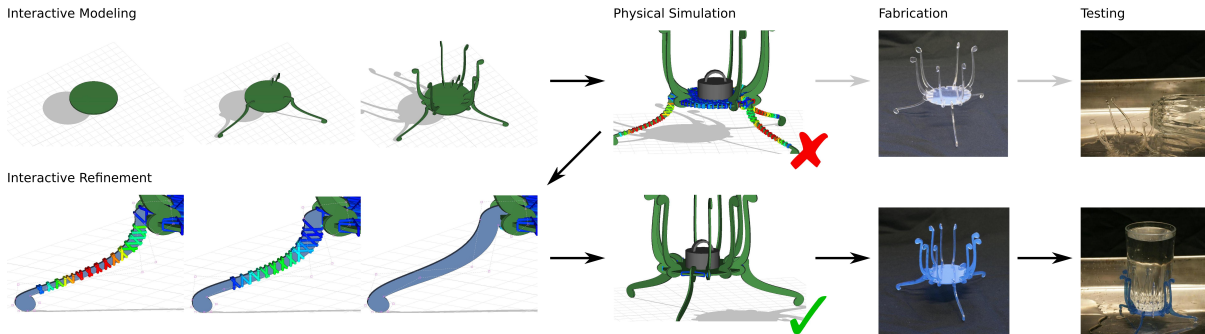 Interactive Modeling
Physical Simulation
Fabrication
Testing
Interactive Refinement